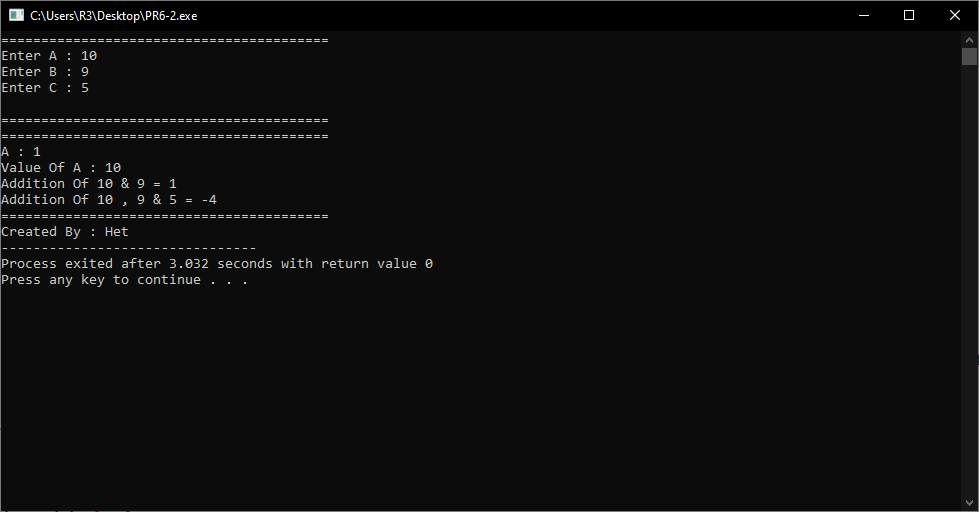 C:\Users\R3\Desktop\PR6-2.exe
=========================================
Enter A : 10
Enter B : 9
Enter C : 5
=========================================
=========================================
A : 1
Value Of A : 10
Addition Of 10 & 9 = 1
Addition Of 10 , 9 & 5 = -4
=========================================
Created By : Het
--------------------------------
Process exited after 3.032 seconds with return value 0
Press any key to continue . . .